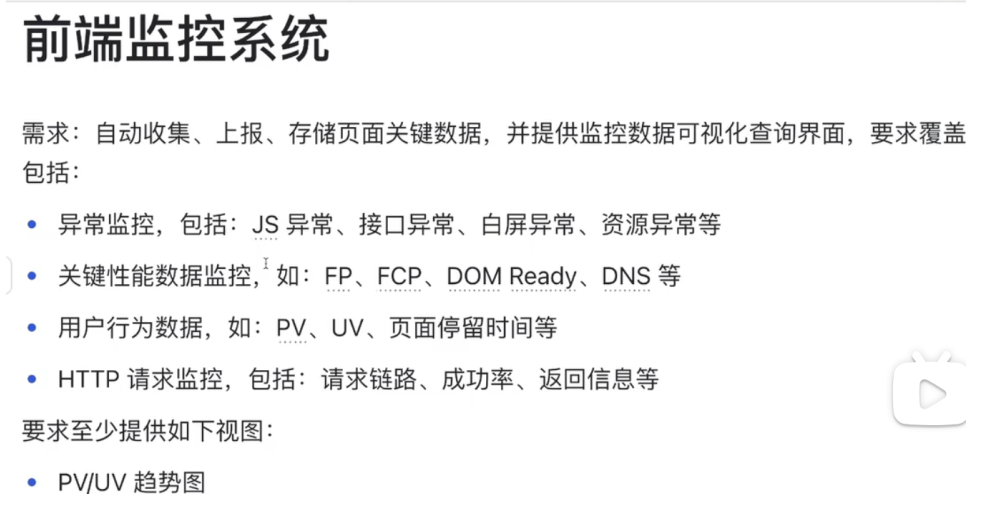 前端监控系统
需求：自动收集、上报、存储页面关键数据，并提供监控数据可视化查询界面，要求覆盖
包括：
异常监控，包括：JS 异常、接口异常、白屏异常、资源异常等
关键性能数据监控，如：FP、FCP、DOM Ready、DNS 等
用户行为数据，如：PV、UV、页面停留时间等
HTTP 请求监控，包括：请求链路、成功率、返回信息等
要求至少提供如下视图：
PV/UV 趋势图